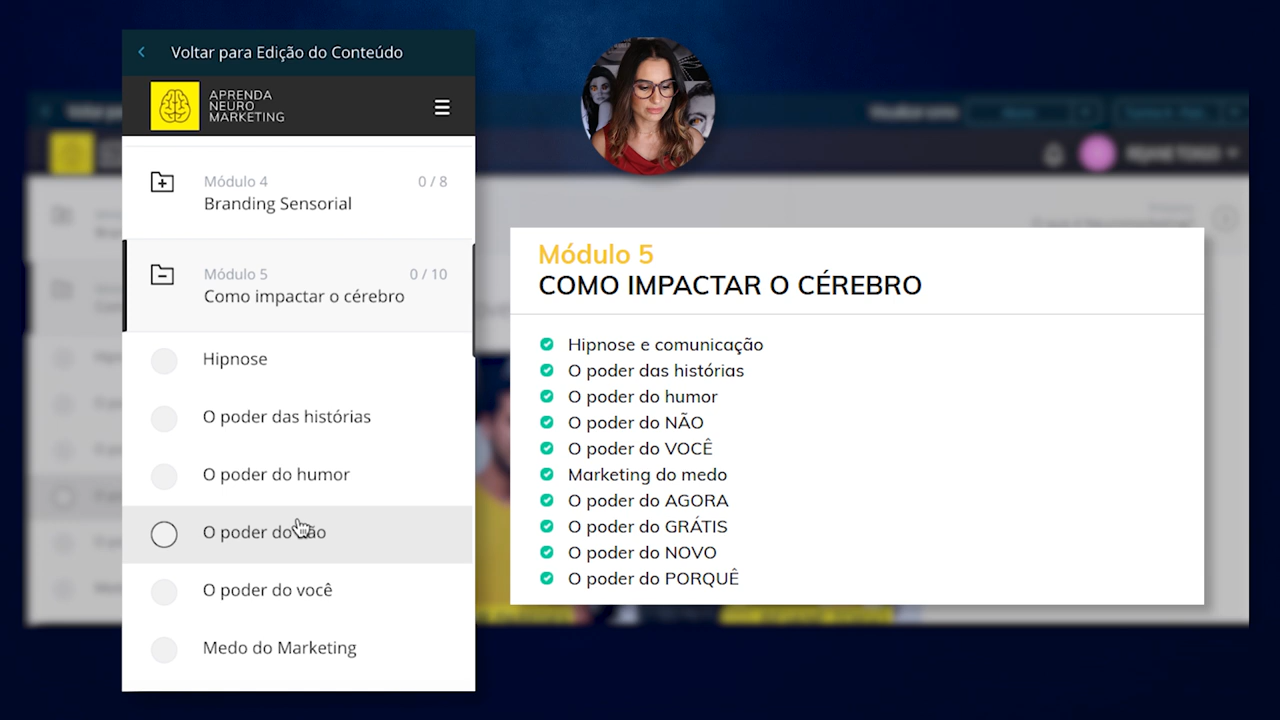 Voltar para Edição do Conteúdo
APRENDA
NEURO
MARKETING
Módulo 4
0 / 8
Branding Sensorial
Módulo 5
0 / 10
Como impactar o cérebro
Hipnose
O poder das histórias
O poder do humor
O poder do não
O poder do você
Medo do Marketing
Módulo 5
COMO IMPACTAR O CÉREBRO
Hipnose e comunicação
O poder das histórias
O poder do humor
O poder do NÃO
O poder do VOCÊ
Marketing do medo
O poder do AGORA
O poder do GRÁTIS
O poder do NOVO
O poder do PORQUÊ